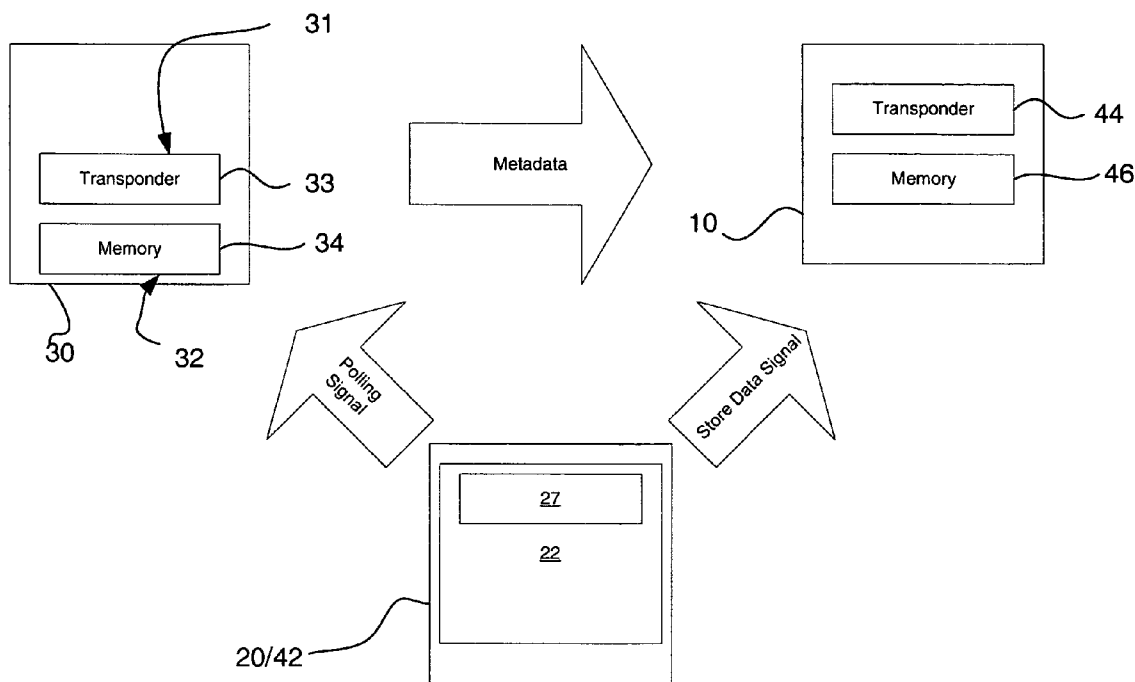 31
Transponder
33
Memory
34
30
32
Metadata
Transponder
44
Memory
46
10
Polling
Signal
Store Data Signal
27
22
20/42